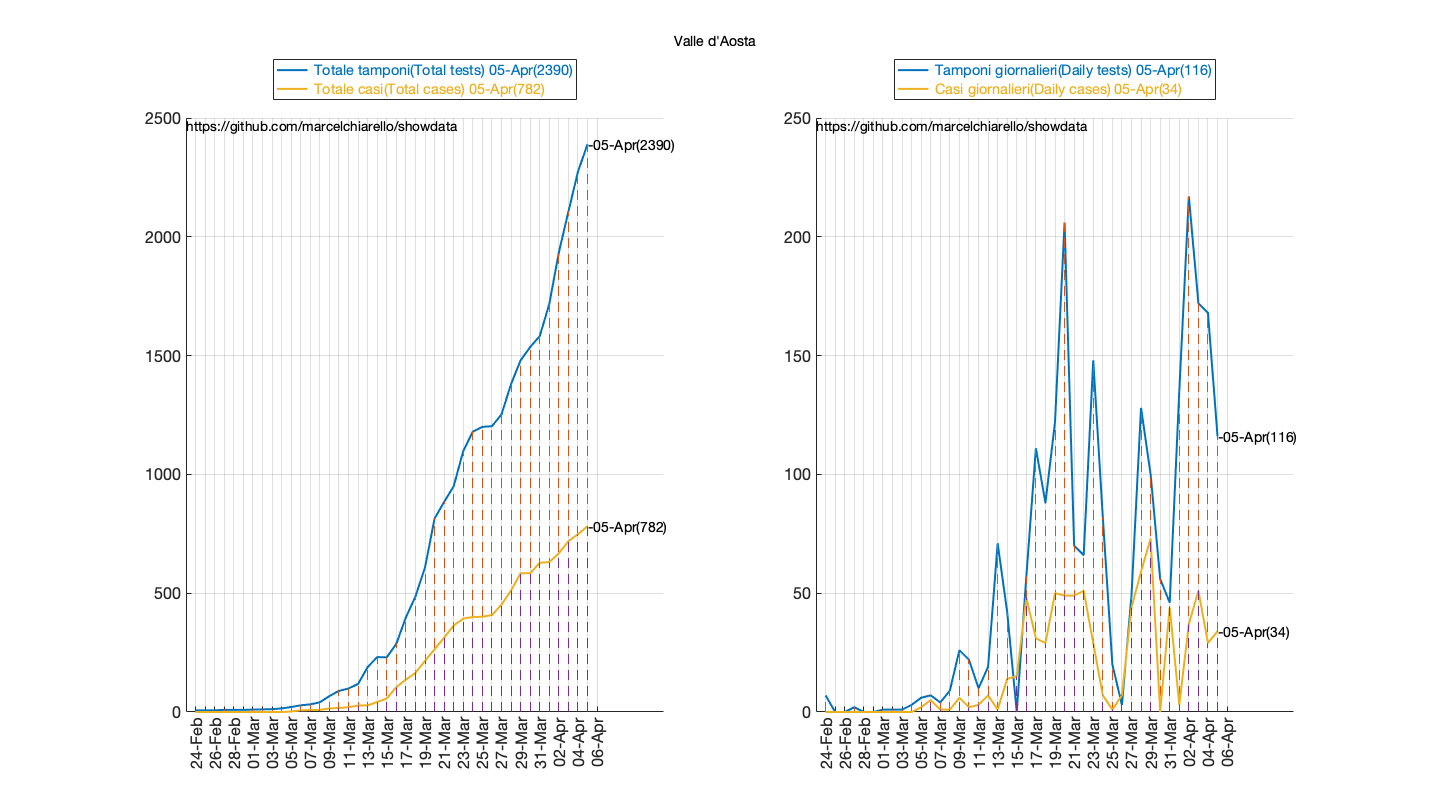 Valle d'Aosta
Totale tamponi(Total tests) 05-Apr(2390)
Totale casi(Total cases) 05-Apr(782)
2500
2000
1500
1000
500
0
https://github.com/marcelchiarello/showdata
-05-Apr(2390)
-05-Apr(782)
24-Feb
26-Feb
28-Feb
01-Mar
03-Mar
05-Mar
07-Mar
09-Mar
11-Mar
13-Mar
15-Mar
17-Mar
19-Mar
21-Mar
23-Mar
25-Mar
27-Mar
29-Mar
31-Mar
02-Apr
04-Apr
06-Apr
Tamponi giornalieri(Daily tests) 05-Apr(116)
Casi giornalieri(Daily cases) 05-Apr(34)
250
200
150
100
50
0
https://github.com/marcelchiarello/showdata
-05-Apr(116)
-05-Apr(34)
24-Feb
26-Feb
28-Feb
01-Mar
03-Mar
05-Mar
07-Mar
09-Mar
11-Mar
13-Mar
15-Mar
17-Mar
19-Mar
21-Mar
23-Mar
25-Mar
27-Mar
29-Mar
31-Mar
02-Apr
04-Apr
06-Apr